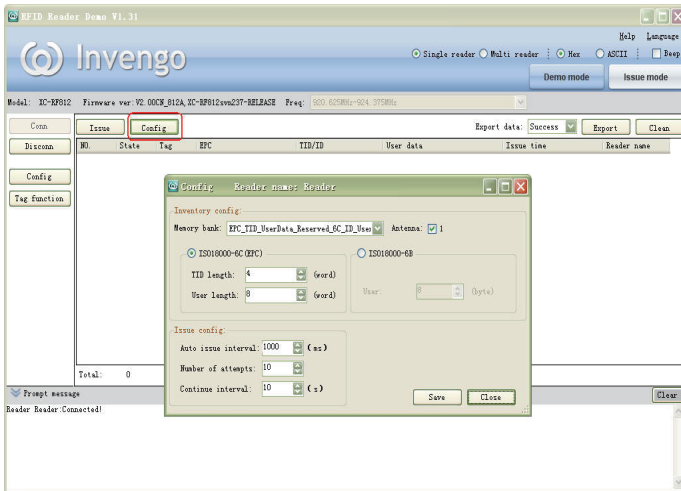 RFID Reader Demo V1.31
Help Language
Invengo
Single reader Multi reader Hex ASCII Beep
Demo mode Issue mode
Model: XC-RF812 Firmware ver:V2.00CN_812A,XC-RF812svn237-RELEASE Freq: 920.625MHz-924.375MHz
Conn Issue Config Export data: Success Export Clean
Disconn NO. State Tag EPC TID/ID User data Issue time Reader name
Config
Tag function
Config Reader name: Reader
Inventory config:
Memory bank: EPC_TID_UserData_Reserved_6C_ID_User Antenna: 1
ISO18000-6C(EPC) ISO18000-6B
TID length: 4 (word)
User length: 8 (word)
User: 8 (byte)
Issue config:
Auto issue interval: 1000 (ms)
Number of attempts: 10
Continue interval: 10 (s)
Save Close
Total: 0
Prompt message Clear
Reader Reader:Connected!